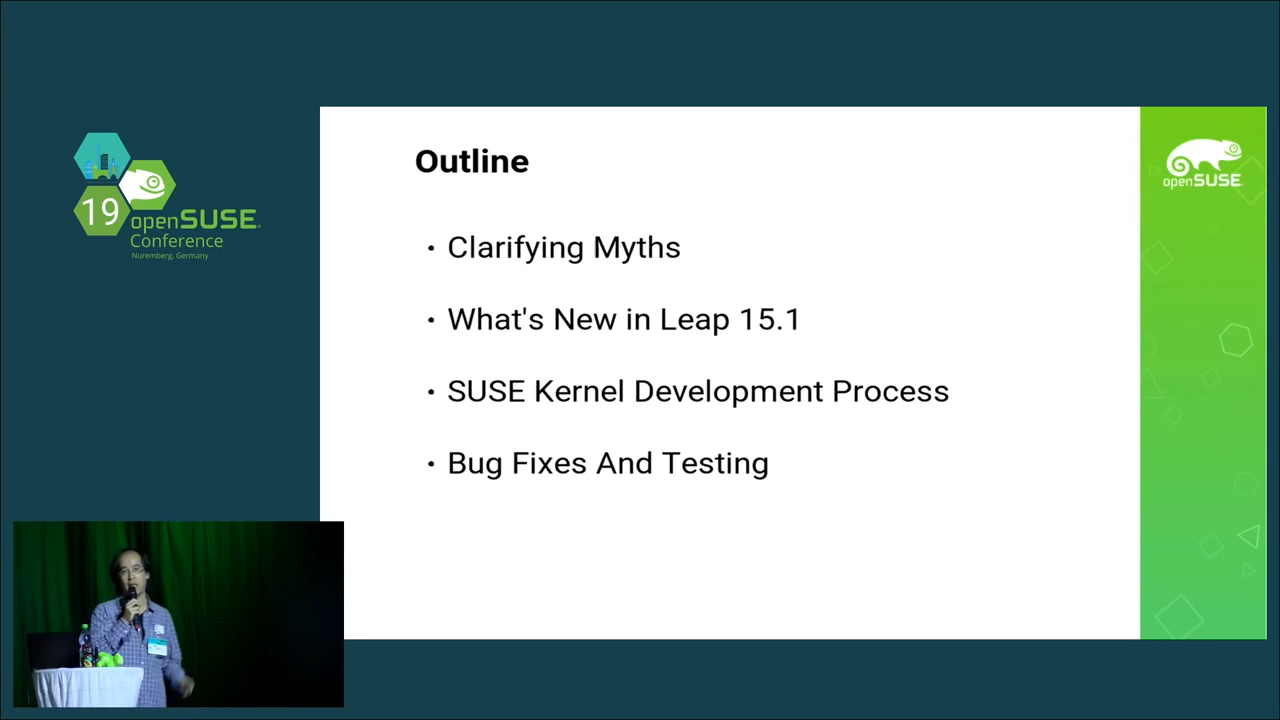 19
openSUSE
Conference
Nuremberg, Germany
Outline
• Clarifying Myths
• What's New in Leap 15.1
• SUSE Kernel Development Process
• Bug Fixes And Testing
openSUSE